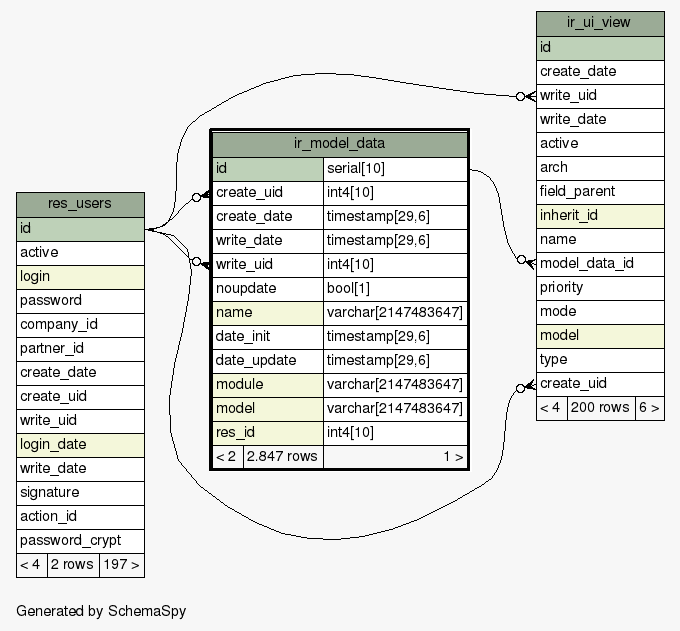 res_users
id
active
login
password
company_id
partner_id
create_date
create_uid
write_uid
login_date
write_date
signature
action_id
password_crypt
< 4 2 rows 197 >
ir_model_data
id serial[10]
create_uid int4[10]
create_date timestamp[29,6]
write_date timestamp[29,6]
write_uid int4[10]
noupdate bool[1]
name varchar[2147483647]
date_init timestamp[29,6]
date_update timestamp[29,6]
module varchar[2147483647]
model varchar[2147483647]
res_id int4[10]
< 2 2.847 rows 1 >
ir_ui_view
id
create_date
write_uid
write_date
active
arch
field_parent
inherit_id
name
model_data_id
priority
mode
model
type
create_uid
< 4 200 rows 6 >
Generated by SchemaSpy